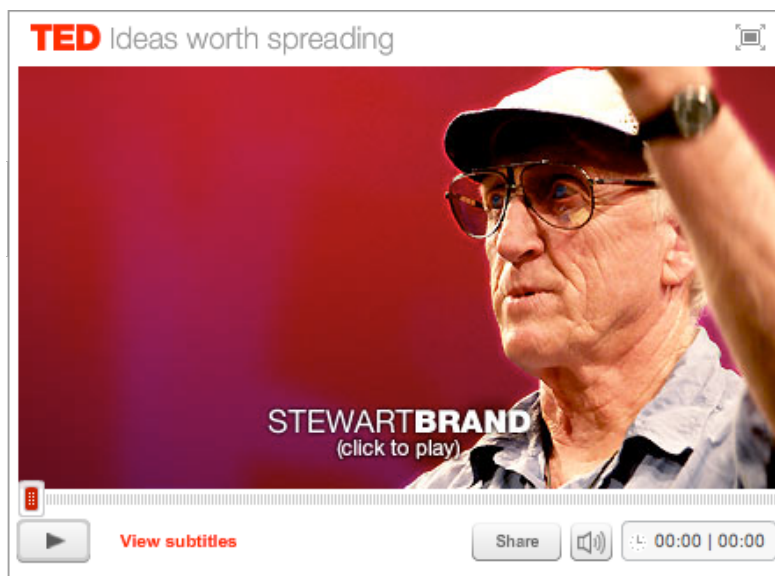 TED Ideas worth spreading
STEWARTBRAND
(click to play)
View subtitles
Share
00:00 | 00:00